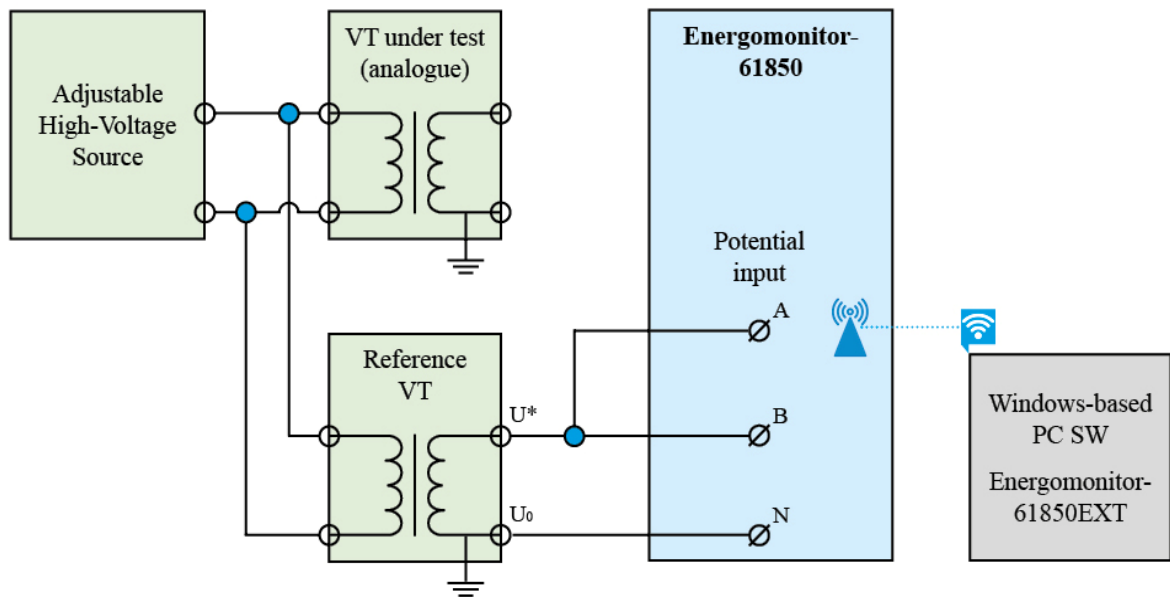 Adjustable
High-Voltage
Source
VT under test
(analogue)
Energomonitor-
61850
Potential
input
A
Reference
VT
U*
B
U₀
N
Windows-based
PC SW
Energomonitor-
61850EXT